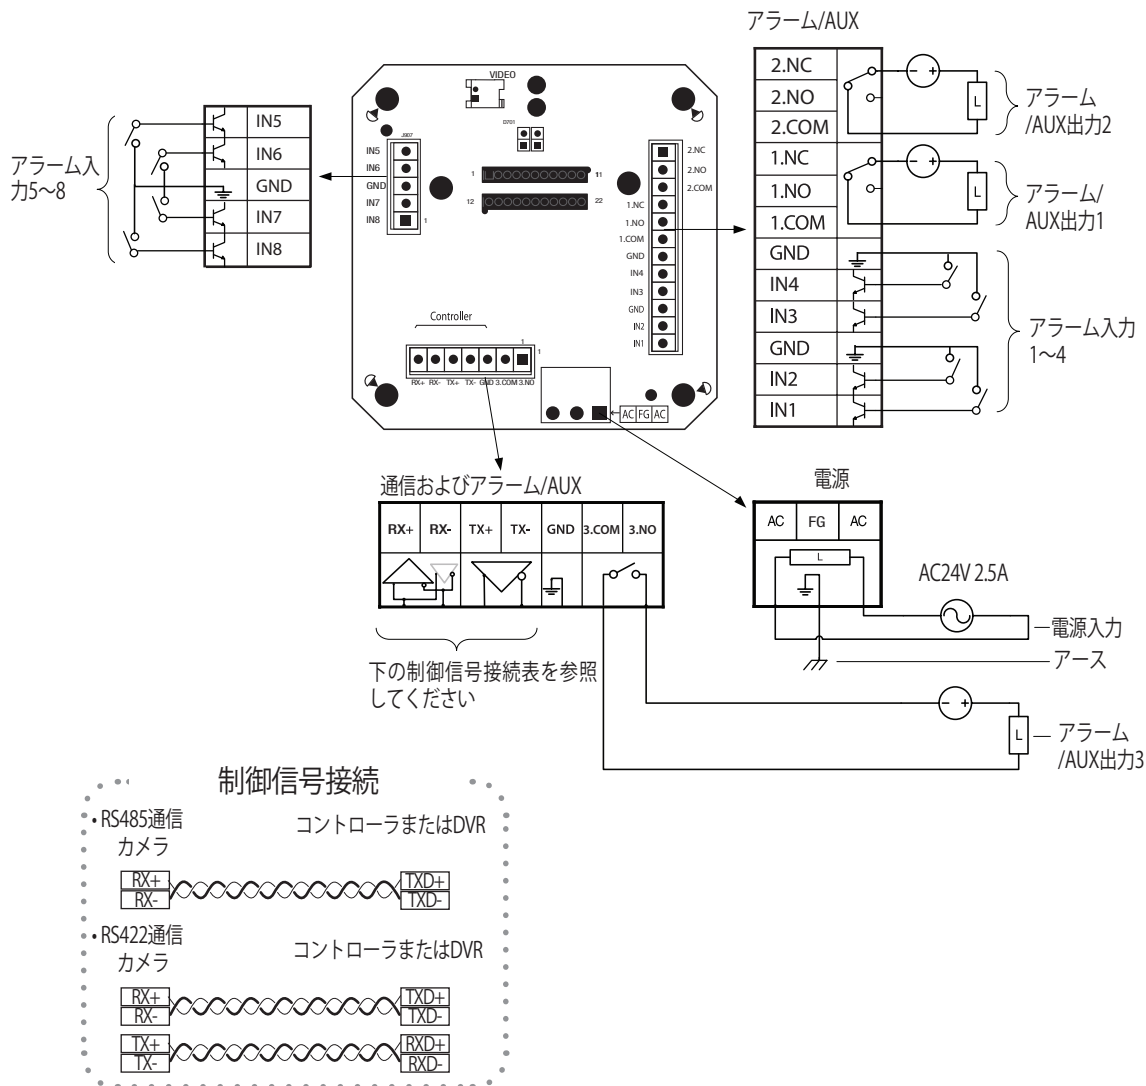 アラーム/AUX
2.NC
2.NO
2.COM
1.NC
1.NO
1.COM
GND
IN4
IN3
GND
IN2
IN1
L
アラーム
/AUX出力2
L
アラーム/
AUX出力1
アラーム入力
1～4
アラーム入
力5～8
IN5
IN6
GND
IN7
IN8
VIDEO
D701
J907
IN5
IN6
GND
IN7
IN8
1
1
11
12
22
2.NC
2.NO
2.COM
1.NC
1.NO
1.COM
GND
IN4
IN3
GND
IN2
IN1
Controller
1
1
RX+ RX- TX+ TX- GND 3.COM 3.NO
AC FG AC
通信およびアラーム/AUX
RX+ RX- TX+ TX- GND 3.COM 3.NO
下の制御信号接続表を参照
してください
電源
AC FG AC
L
AC24V 2.5A
電源入力
アース
L
アラーム
/AUX出力3
制御信号接続
• RS485通信
カメラ
コントローラまたはDVR
RX+ TXD+
RX- TXD-
• RS422通信
カメラ
コントローラまたはDVR
RX+ TXD+
RX- TXD-
TX+ RXD+
TX- RXD-